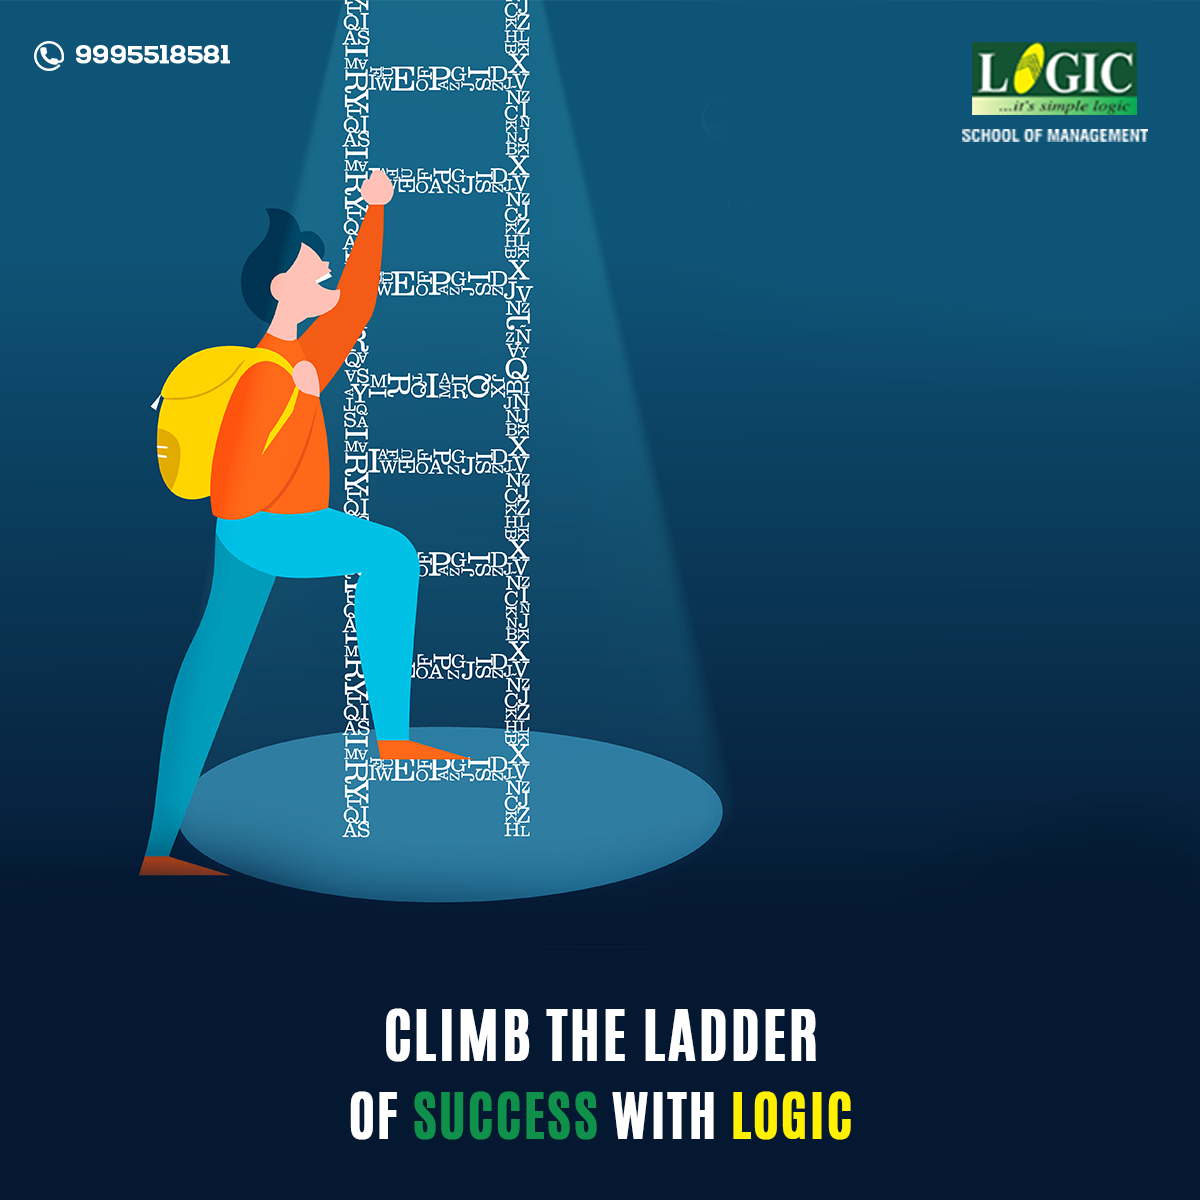 9995518581
LOGIC
...it's simple logic
SCHOOL OF MANAGEMENT
CLIMB THE LADDER
OF SUCCESS WITH LOGIC